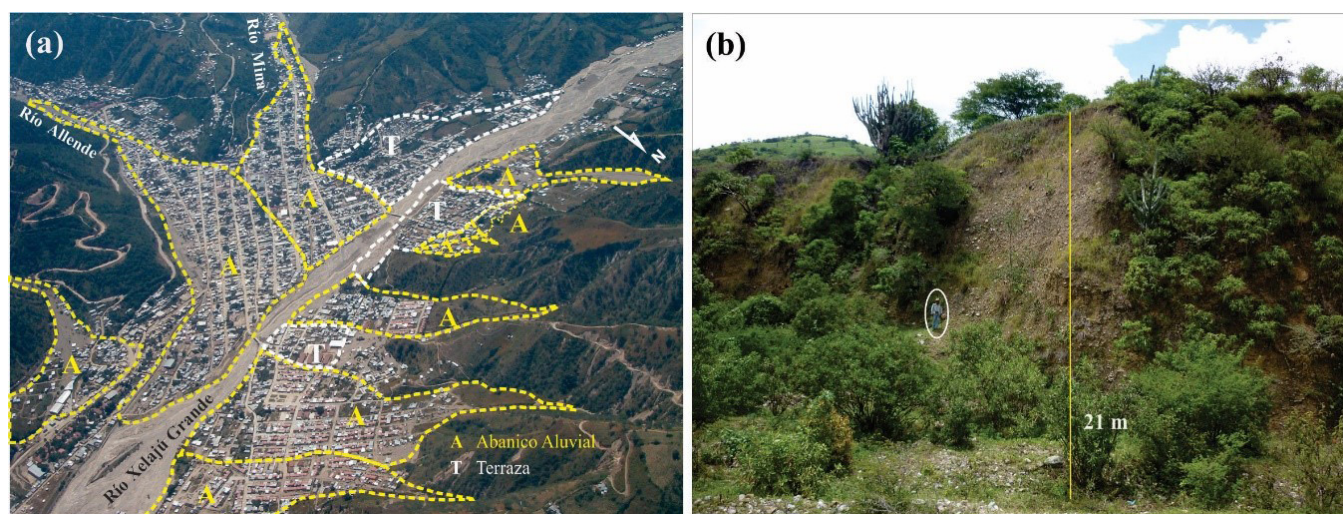 (a)
Río Mina
Río Allende
T
A
A
T
A
A
A
A
A
T
A
Río Xelajú Grande
A
N
A Abanico Aluvial
T Terraza
(b)
21 m